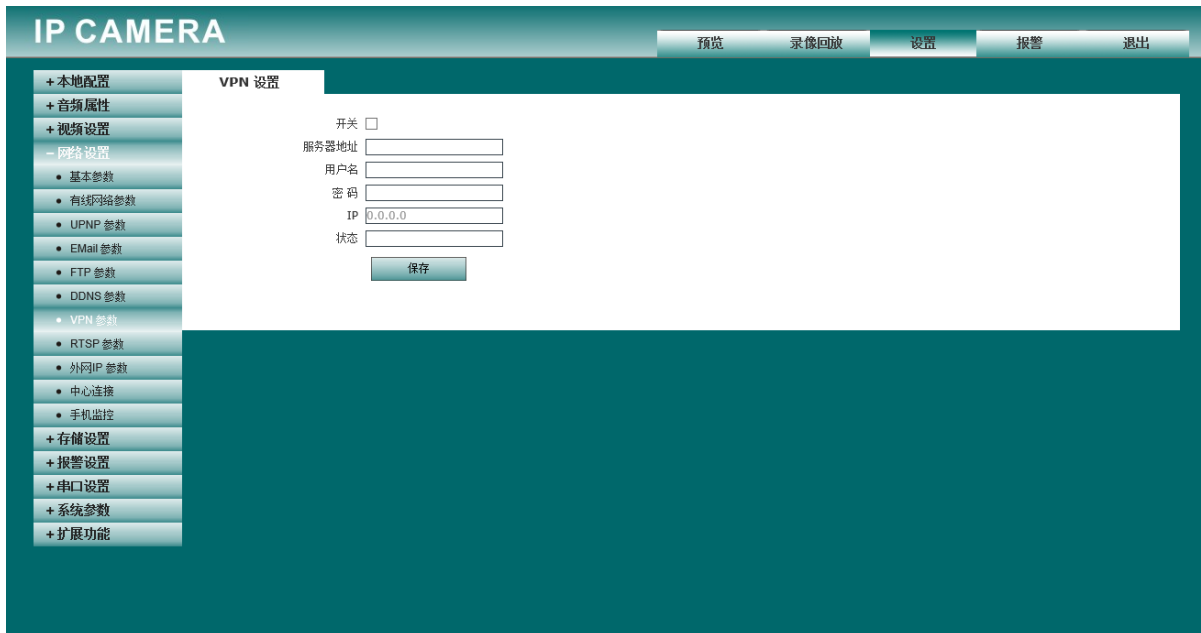 IP CAMERA
预览 录像回放 设置 报警 退出
+本地配置
+音频属性
+视频设置
-网络设置
• 基本参数
• 有线网络参数
• UPNP 参数
• EMail 参数
• FTP 参数
• DDNS 参数
• VPN 参数
• RTSP 参数
• 外网IP 参数
• 中心连接
• 手机监控
+存储设置
+报警设置
+串口设置
+系统参数
+扩展功能
VPN 设置
开关
服务器地址
用户名
密码
IP 0.0.0.0
状态
保存